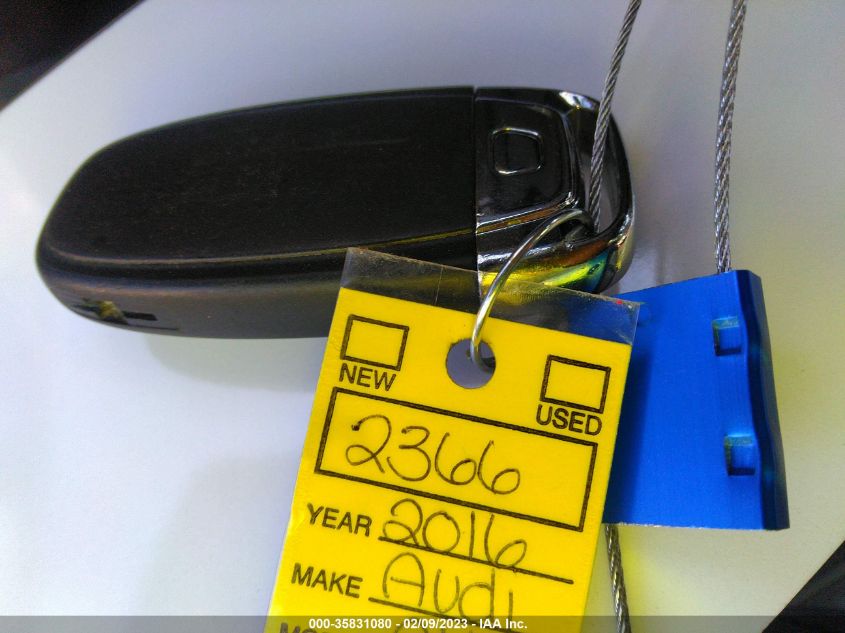 NEW
USED
2366
YEAR 2016
MAKE Audi
000-35831080 - 02/09/2023 - IAA Inc.